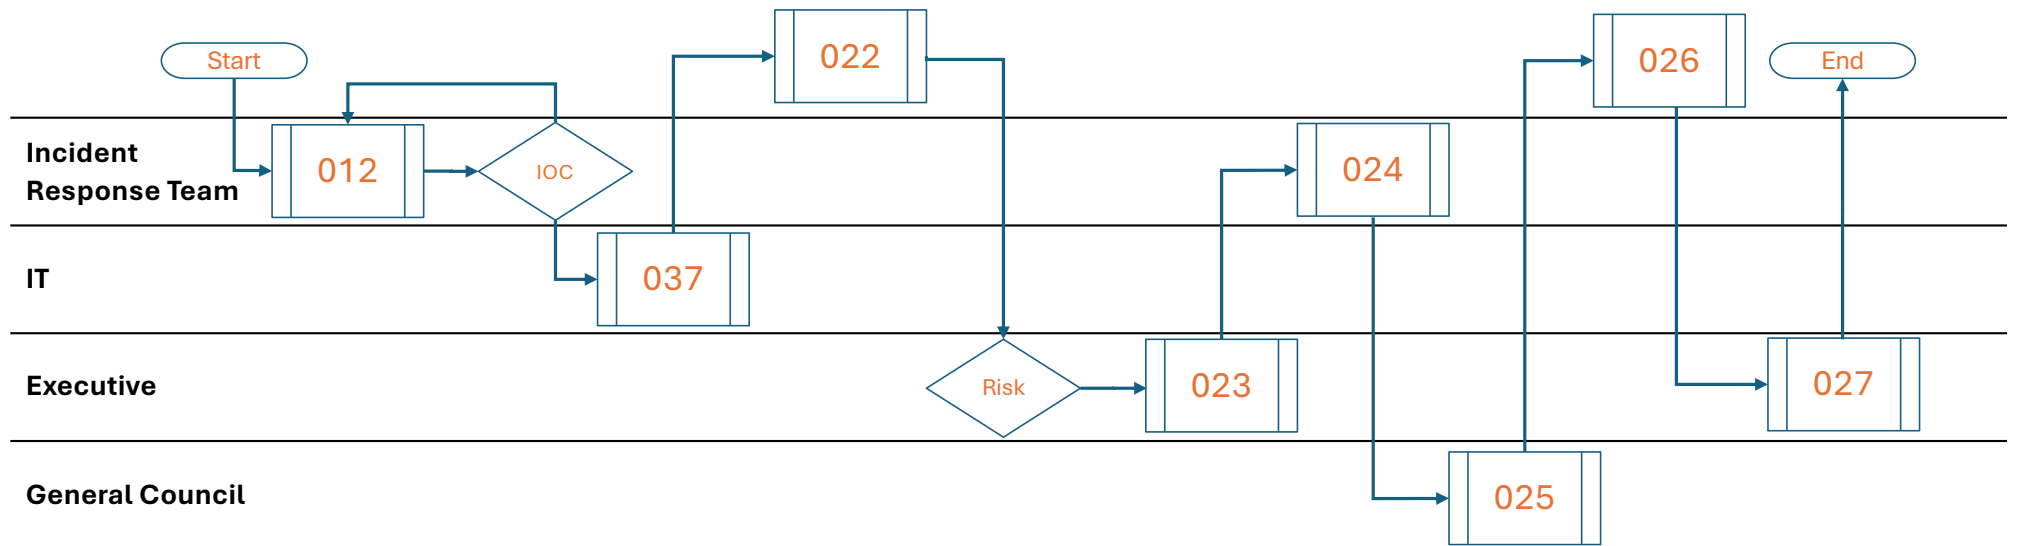 Start
022
026
End
Incident
Response Team
012
IOC
024
IT
037
Executive
Risk
023
027
General Council
025